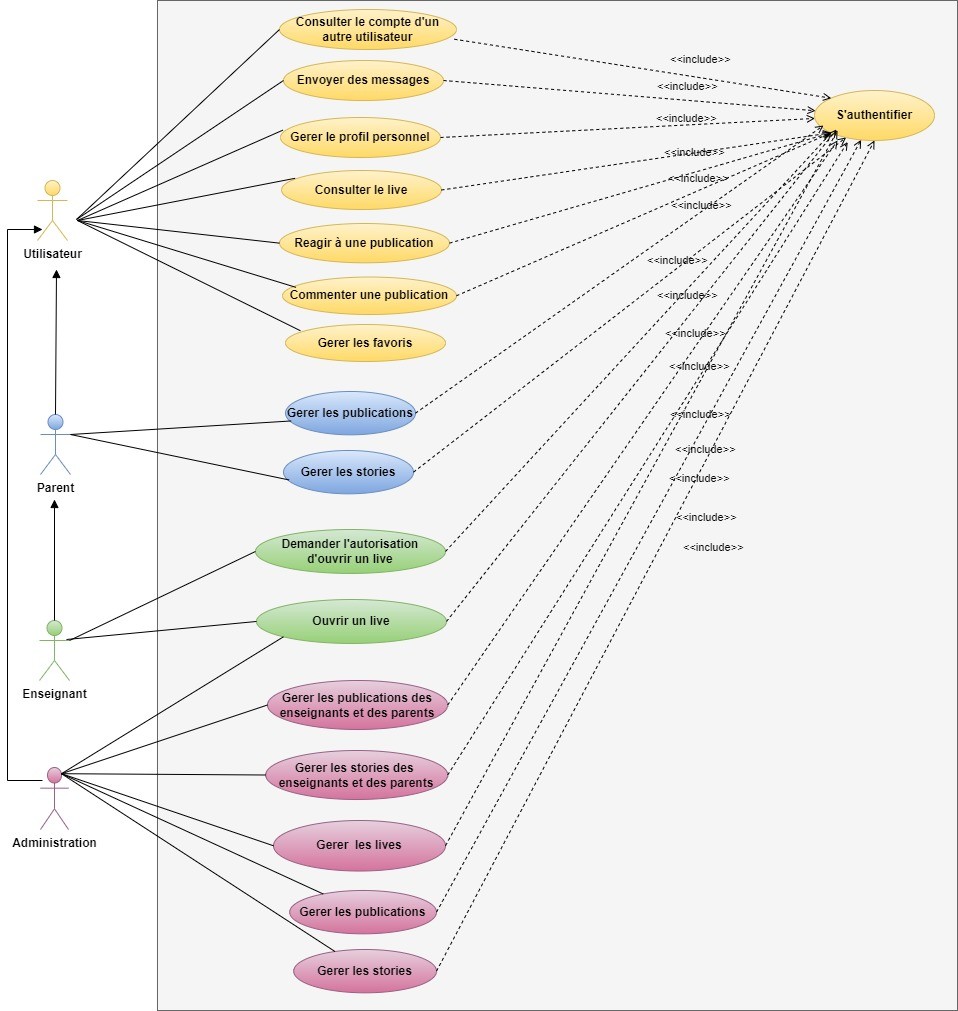 Consulter le compte d'un
autre utilisateur
<<include>>
Envoyer des messages
<<include>>
S'authentifier
Gerer le profil personnel
<<include>>
<<include>>
Consulter le live
<<include>>
<<include>>
Utilisateur
Reagir à une publication
<<include>>
Commenter une publication
<<include>>
Gerer les favoris
<<include>>
<<include>>
Gerer les publications
<<include>>
<<include>>
Gerer les stories
<<include>>
Parent
<<include>>
Demander l'autorisation
d'ouvrir un live
<<include>>
Ouvrir un live
Enseignant
Gerer les publications des
enseignants et des parents
Gerer les stories des
enseignants et des parents
Administration
Gerer  les lives
Gerer les publications
Gerer les stories